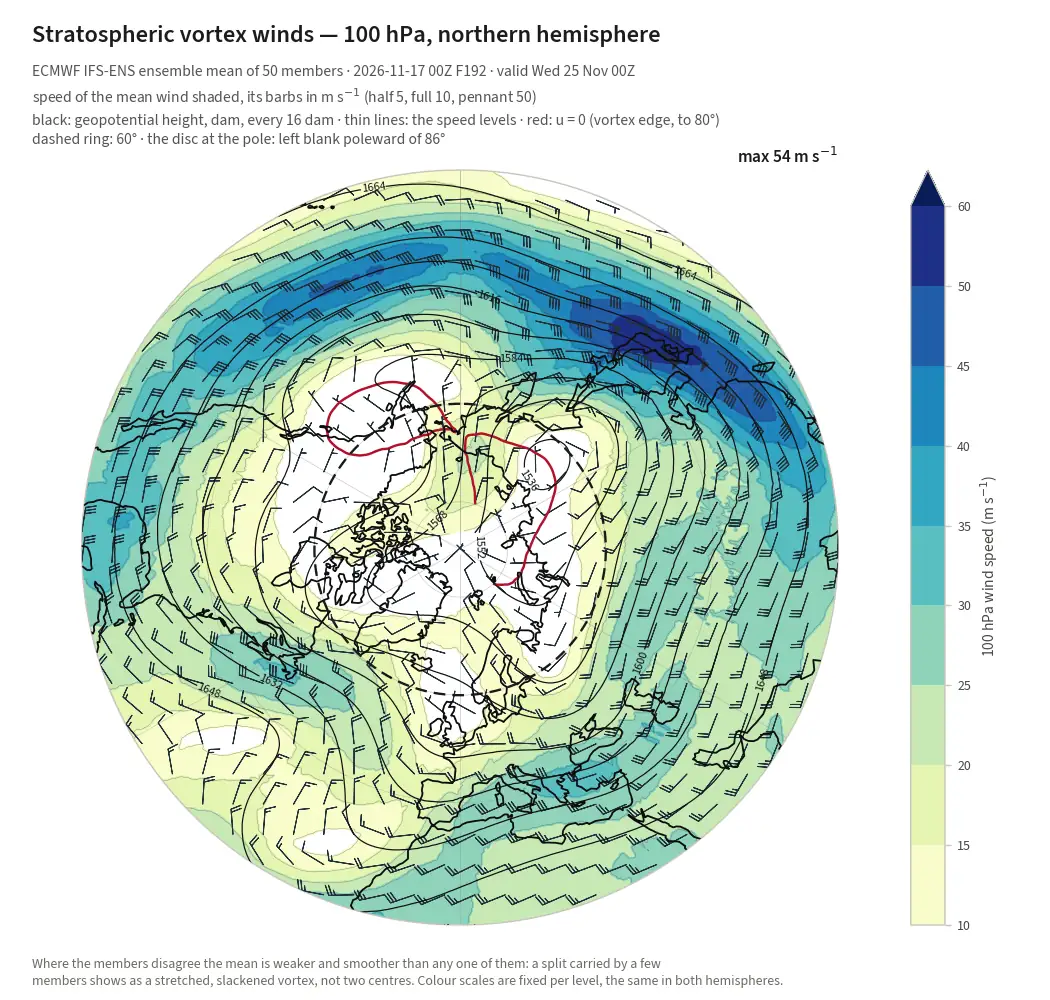 Stratospheric vortex winds — 100 hPa, northern hemisphere
ECMWF IFS-ENS ensemble mean of 50 members · 2026-11-17 00Z F192 · valid Wed 25 Nov 00Z
speed of the mean wind shaded, its barbs in m s⁻¹ (half 5, full 10, pennant 50)
black: geopotential height, dam, every 16 dam · thin lines: the speed levels · red: u = 0 (vortex edge, to 80°)
dashed ring: 60° · the disc at the pole: left blank poleward of 86°
max 54 m s⁻¹
1664
1664
1616
1584
1536
1568
1552
1600
1648
1632
1648
60
50
45
40
35
30
25
20
15
10
100 hPa wind speed (m s⁻¹)
Where the members disagree the mean is weaker and smoother than any one of them: a split carried by a few
members shows as a stretched, slackened vortex, not two centres. Colour scales are fixed per level, the same in both hemispheres.